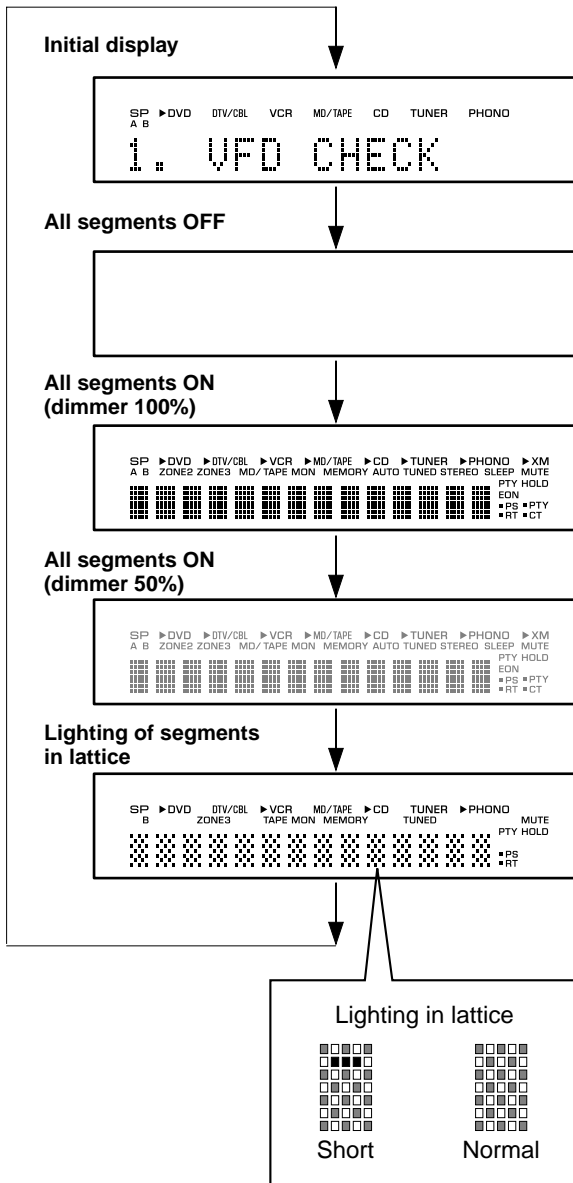 Initial display
SP ►DVD DTV/CBL VCR MD/TAPE CD TUNER PHONO
A B
1. VFD CHECK
All segments OFF
All segments ON
(dimmer 100%)
SP ►DVD ►DTV/CBL ►VCR ►MD/TAPE ►CD ►TUNER ►PHONO ►XM
A B ZONE2 ZONE3 MD/TAPE MON MEMORY AUTO TUNED STEREO SLEEP MUTE
PTY HOLD
EON
PS PTY
RT CT
All segments ON
(dimmer 50%)
SP ►DVD ►DTV/CBL ►VCR ►MD/TAPE ►CD ►TUNER ►PHONO ►XM
A B ZONE2 ZONE3 MD/TAPE MON MEMORY AUTO TUNED STEREO SLEEP MUTE
PTY HOLD
EON
PS PTY
RT CT
Lighting of segments
in lattice
SP ►DVD DTV/CBL ►VCR MD/TAPE ►CD TUNER ►PHONO
B ZONE3 TAPE MON MEMORY TUNED MUTE
PTY HOLD
PS
RT
Lighting in lattice
Short Normal